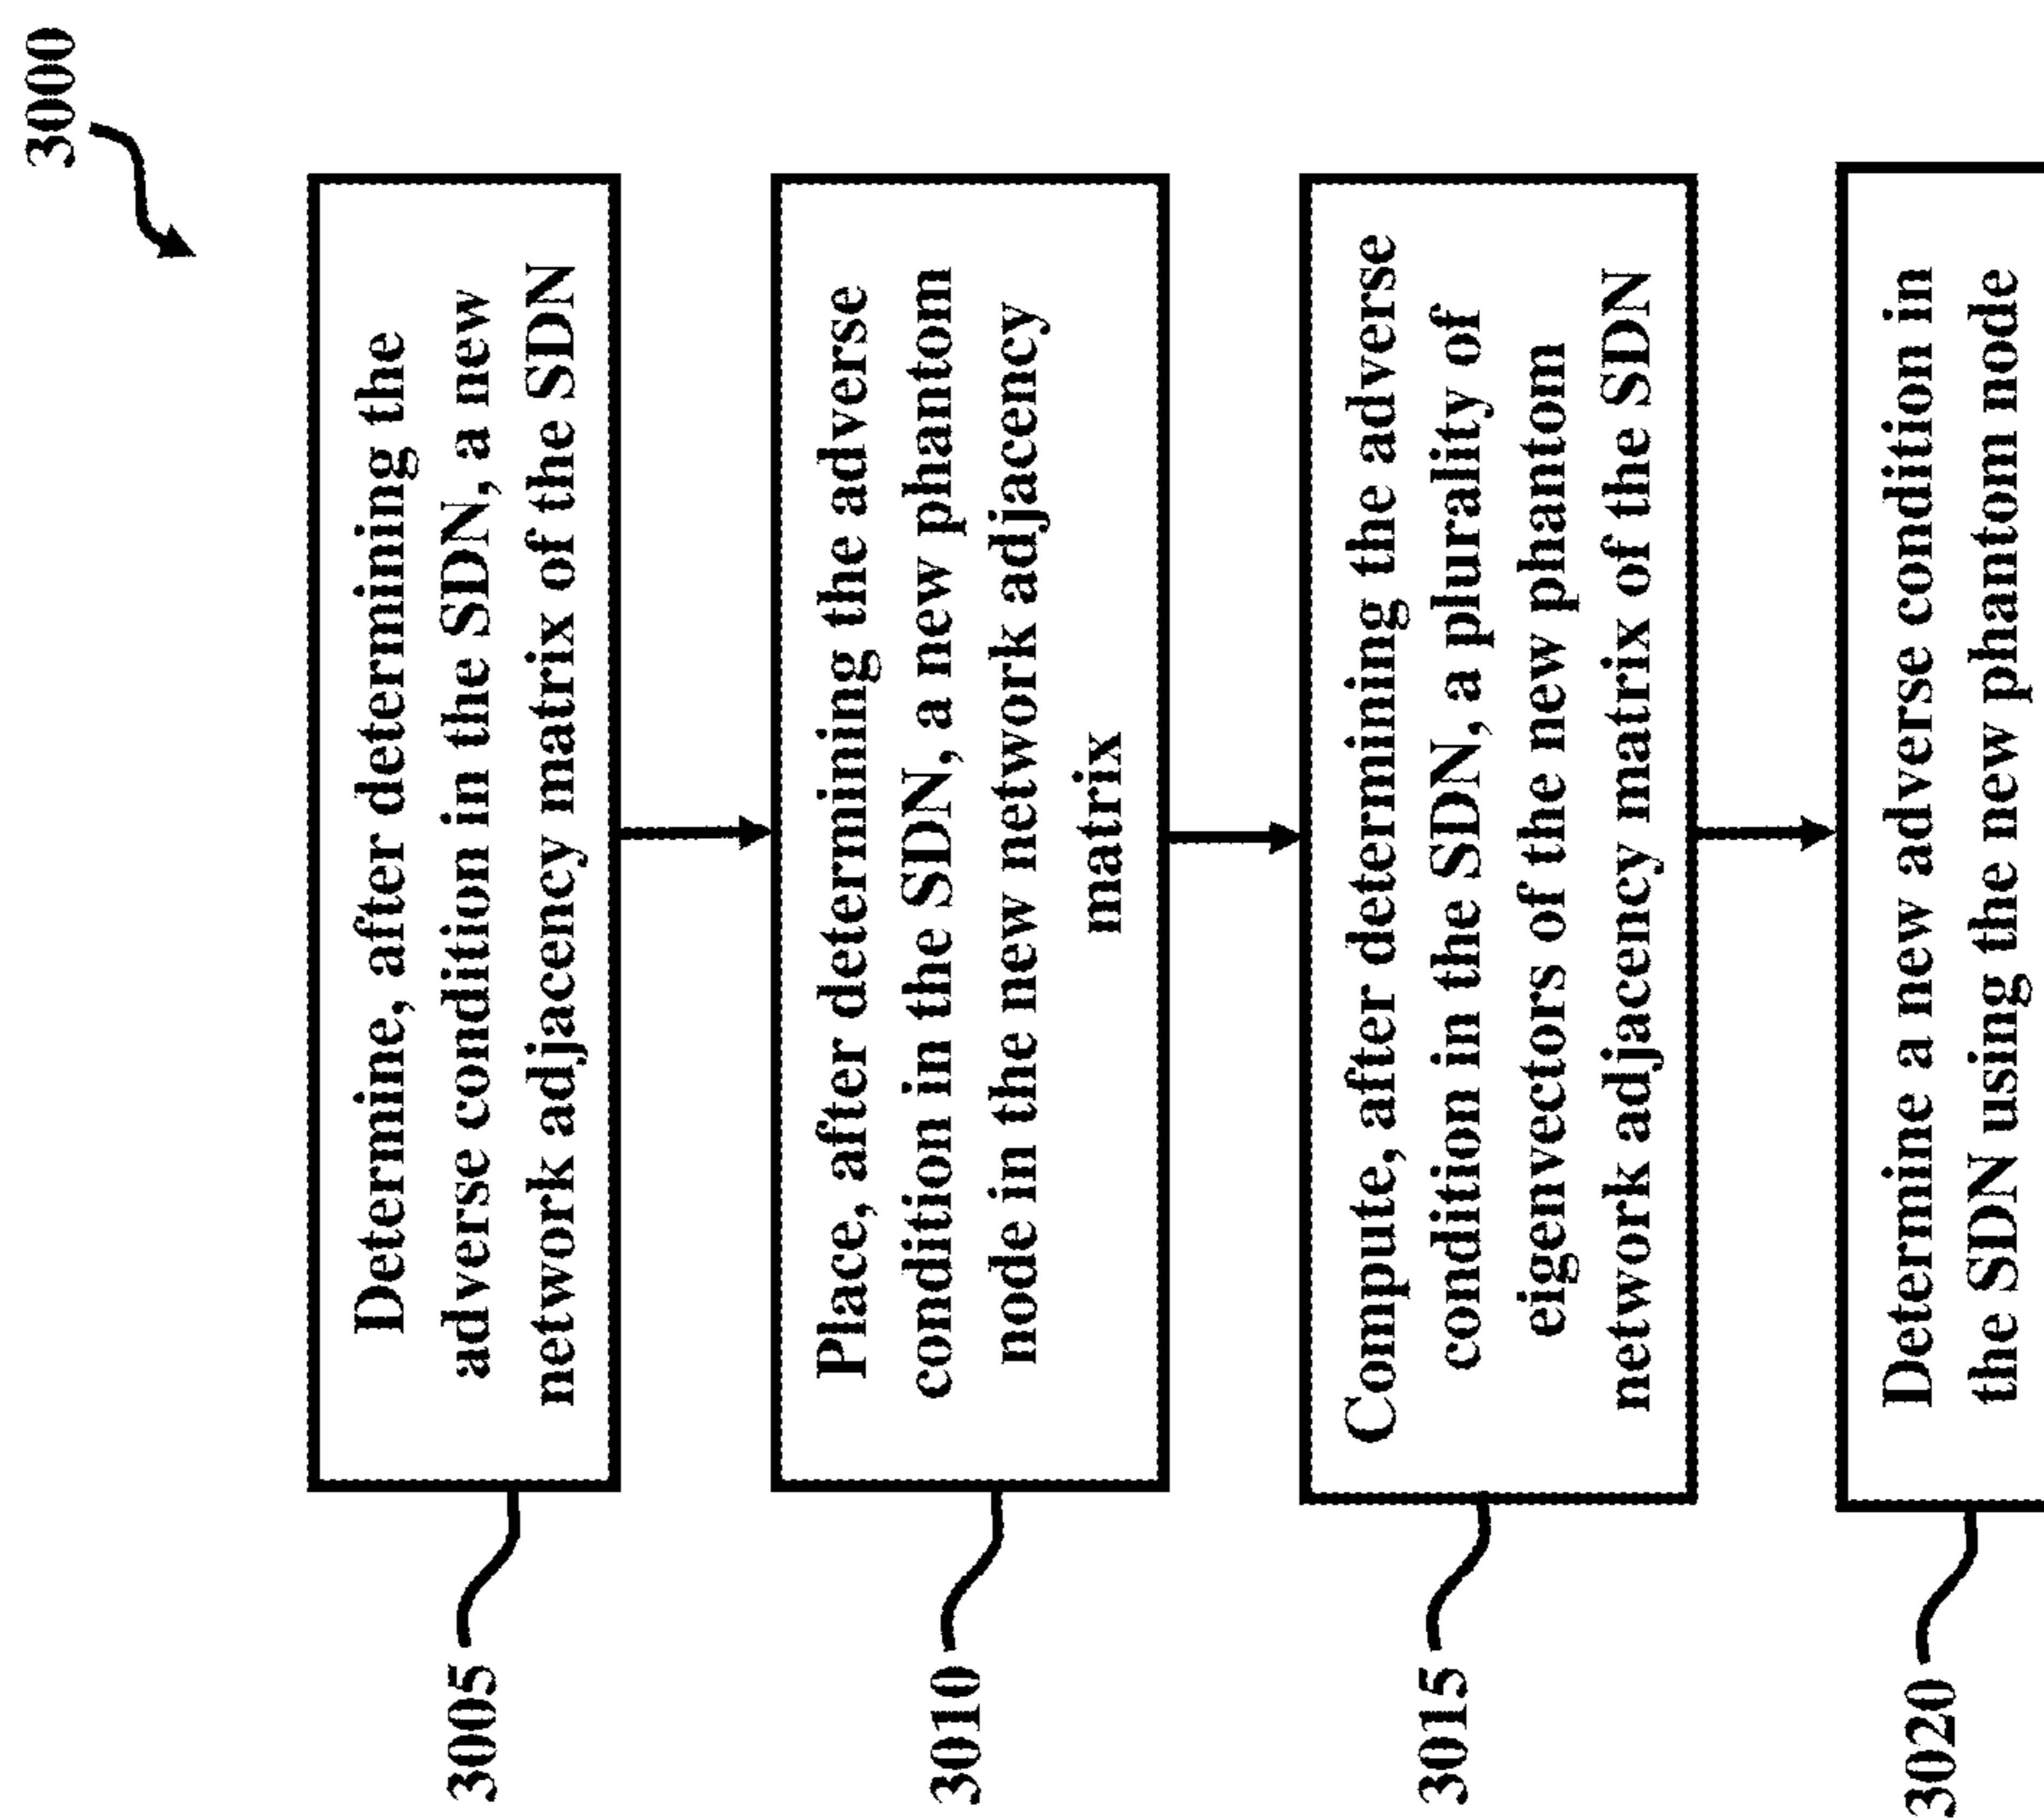 3000
Determine, after determining the
adverse condition in the SDN, a new
network adjacency matrix of the SDN
3005
Place, after determining the adverse
condition in the SDN, a new phantom
node in the new network adjacency
matrix
3010
Compute, after determining the adverse
condition in the SDN, a plurality of
eigenvectors of the new phantom
network adjacency matrix of the SDN
3015
Determine a new adverse condition in
the SDN using the new phantom node
3020